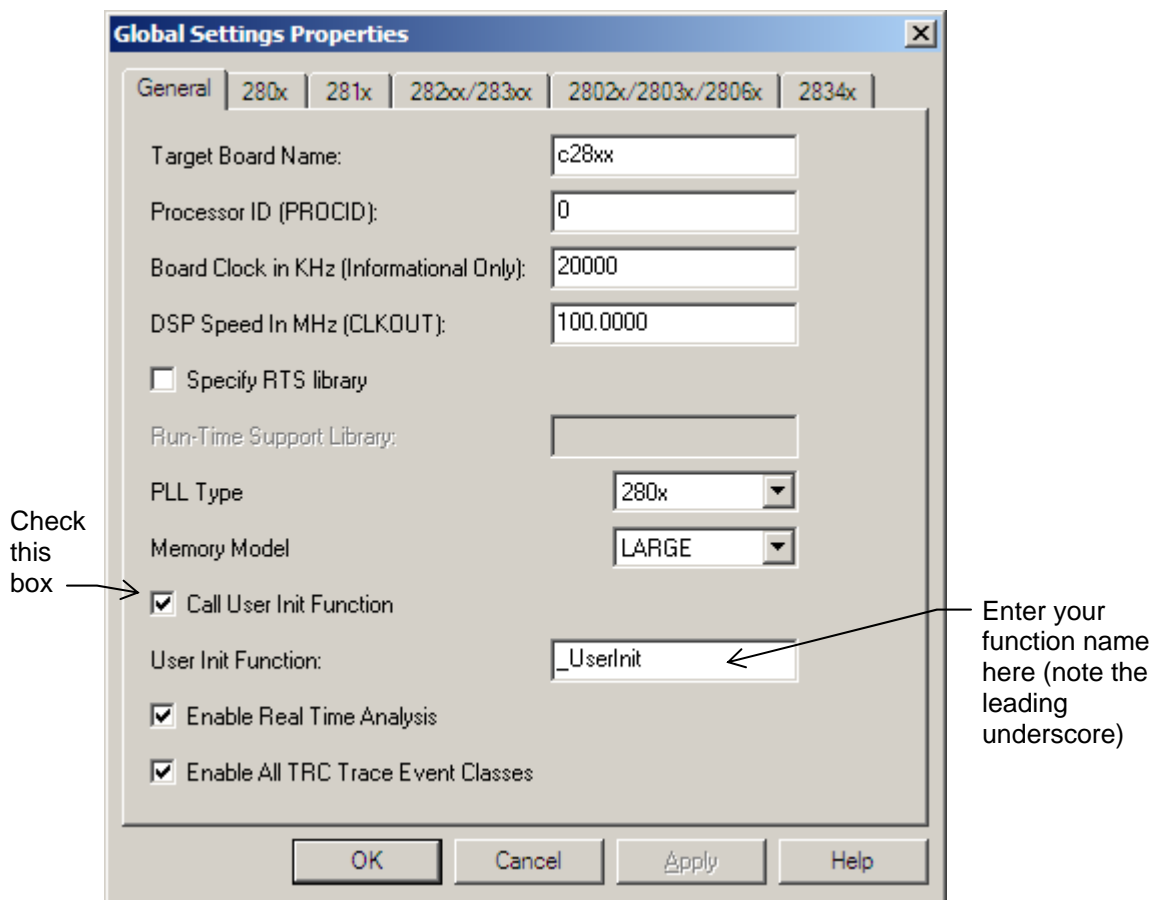 Global Settings Properties
General
280x
281x
282xx/283xx
2802x/2803x/2806x
2834x
Target Board Name:
c28xx
Processor ID (PROCID):
0
Board Clock in KHz (Informational Only):
20000
DSP Speed In MHz (CLKOUT):
100.0000
Specify RTS library
Run-Time Support Library:
PLL Type
280x
Memory Model
LARGE
Check
this
box
Call User Init Function
User Init Function:
_UserInit
Enter your
function name
here (note the
leading
underscore)
Enable Real Time Analysis
Enable All TRC Trace Event Classes
OK
Cancel
Apply
Help